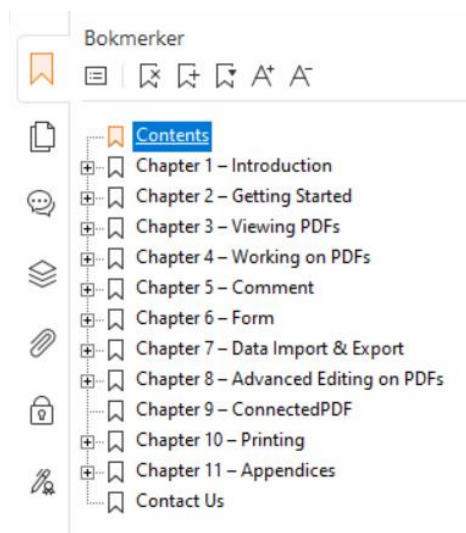 Bokmerker
A+ A-
Contents
Chapter 1 – Introduction
Chapter 2 – Getting Started
Chapter 3 – Viewing PDFs
Chapter 4 – Working on PDFs
Chapter 5 – Comment
Chapter 6 – Form
Chapter 7 – Data Import & Export
Chapter 8 – Advanced Editing on PDFs
Chapter 9 – ConnectedPDF
Chapter 10 – Printing
Chapter 11 – Appendices
Contact Us